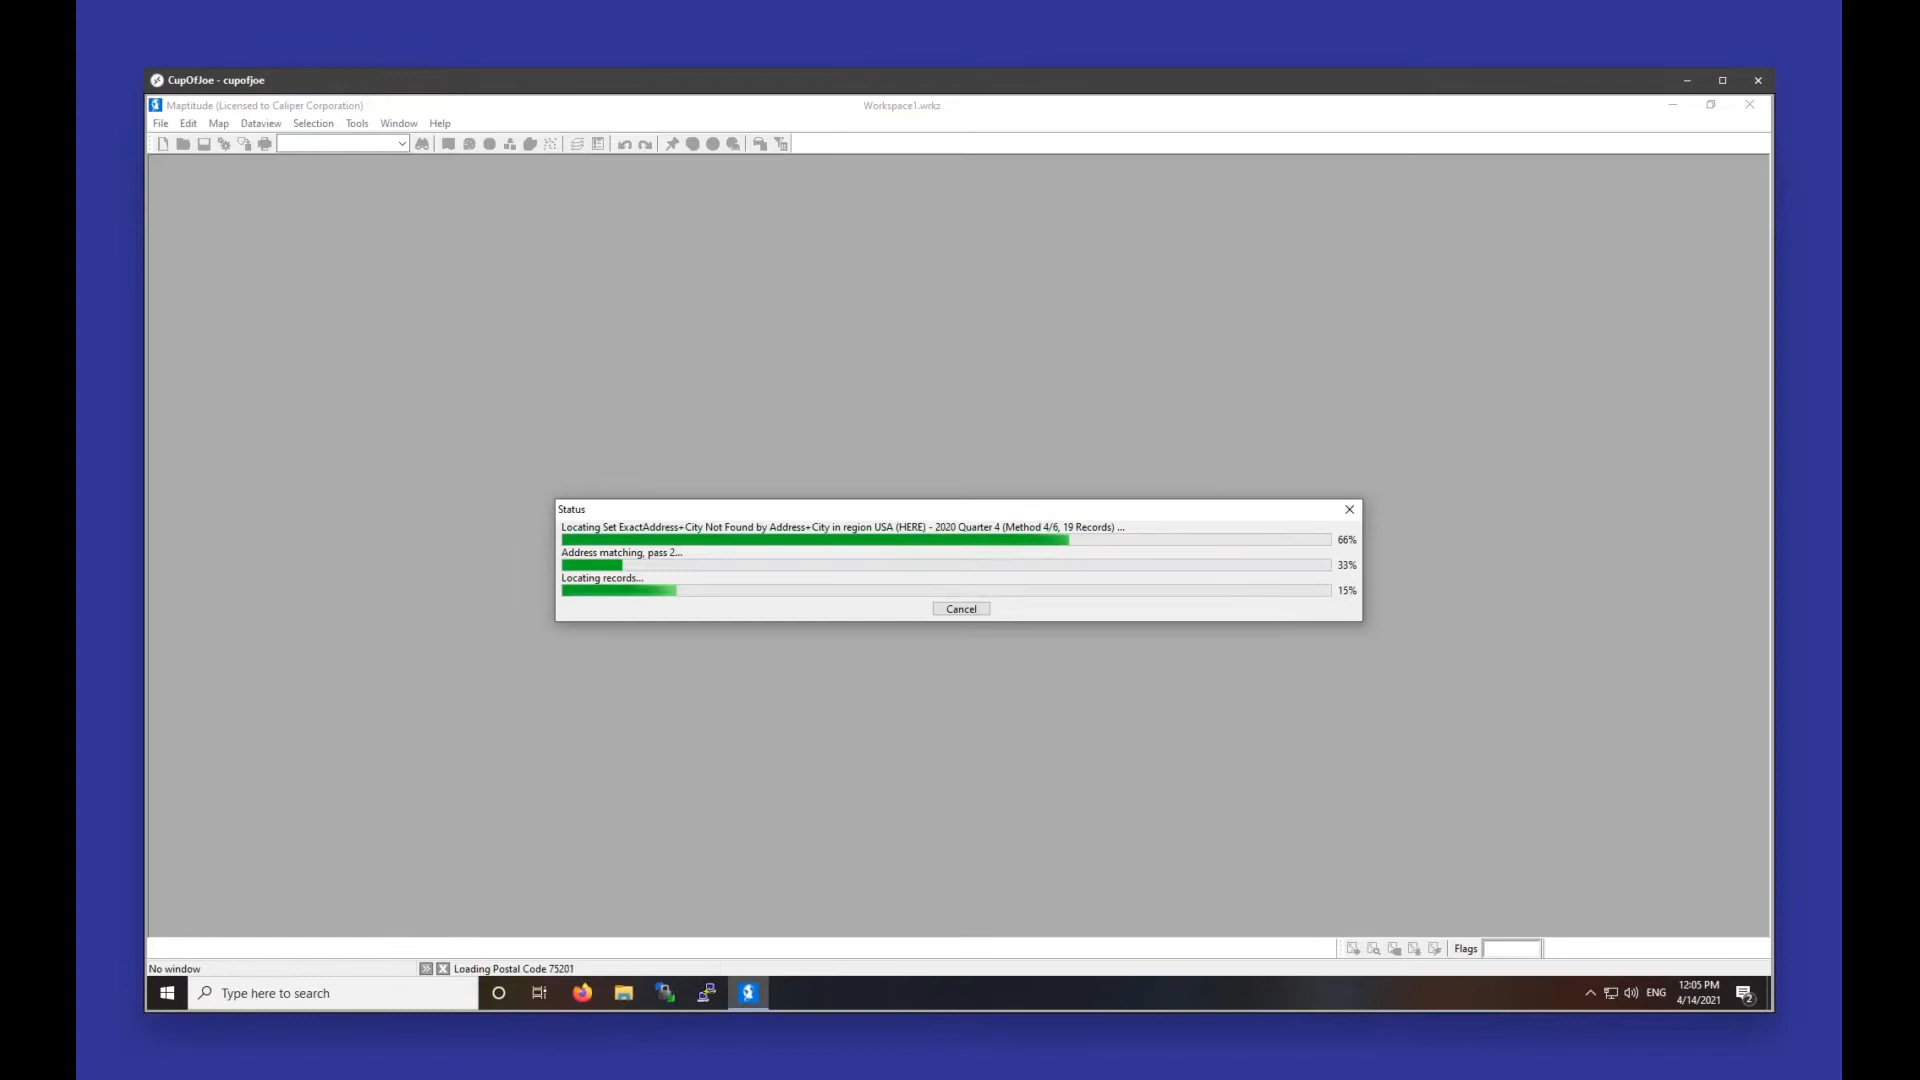 CupOfJoe - cupofjoe
Maptitude (Licensed to Caliper Corporation)
Workspace1.wrkz
File Edit Map Dataview Selection Tools Window Help
Status
Locating Set ExactAddress+City Not Found by Address+City in region USA (HERE) - 2020 Quarter 4 (Method 4/6, 19 Records) ...
66%
Address matching, pass 2...
33%
Locating records...
15%
Cancel
Flags
No window
Loading Postal Code 75201
Type here to search
ENG
12:05 PM
4/14/2021
2